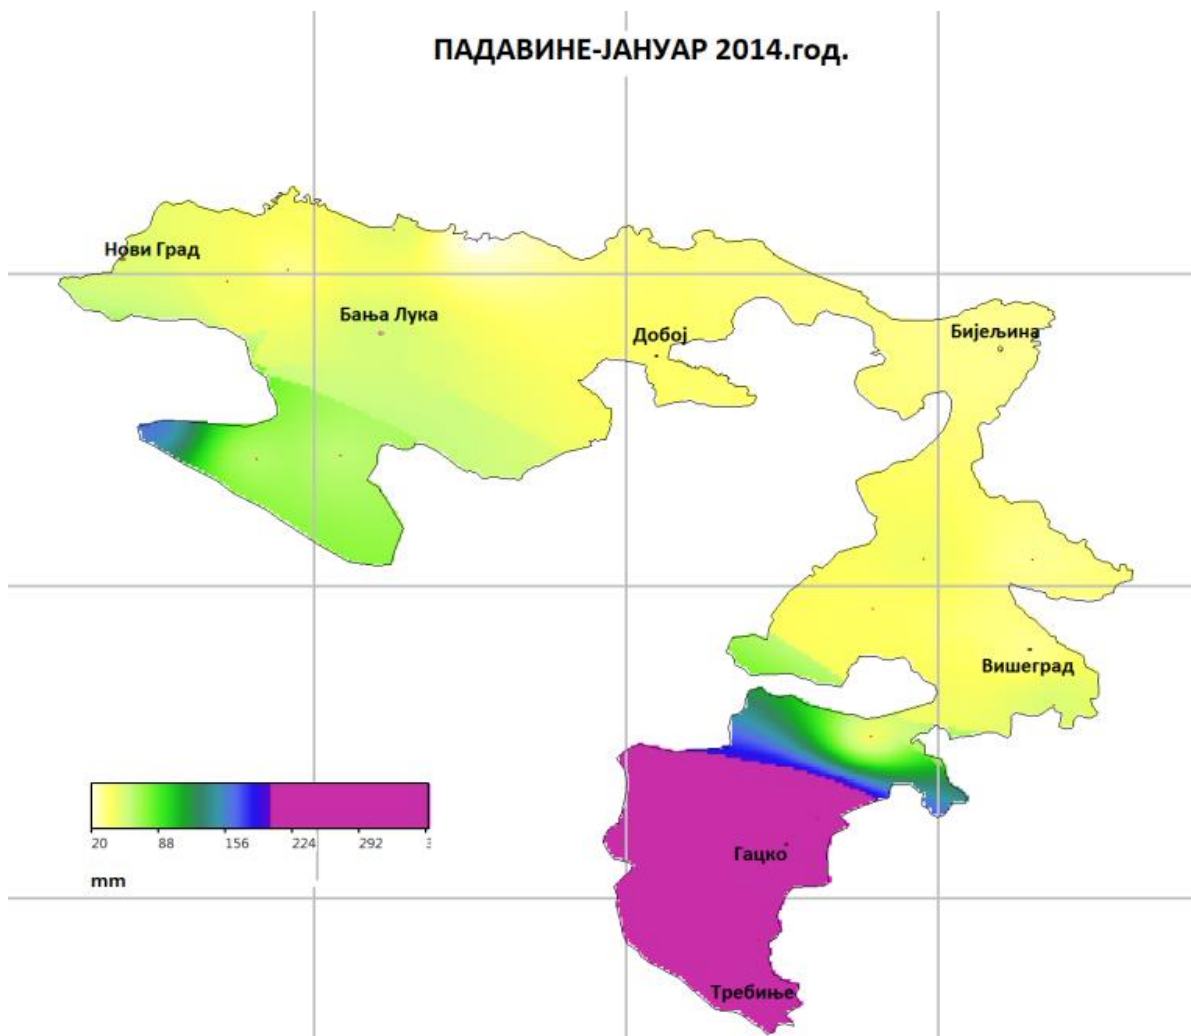 ПАДАВИНЕ-ЈАНУАР 2014.год.
Нови Град
Бања Лука
Добој
Бијељина
Вишеград
20 88 156 224 292
mm
Гацко
Требиње